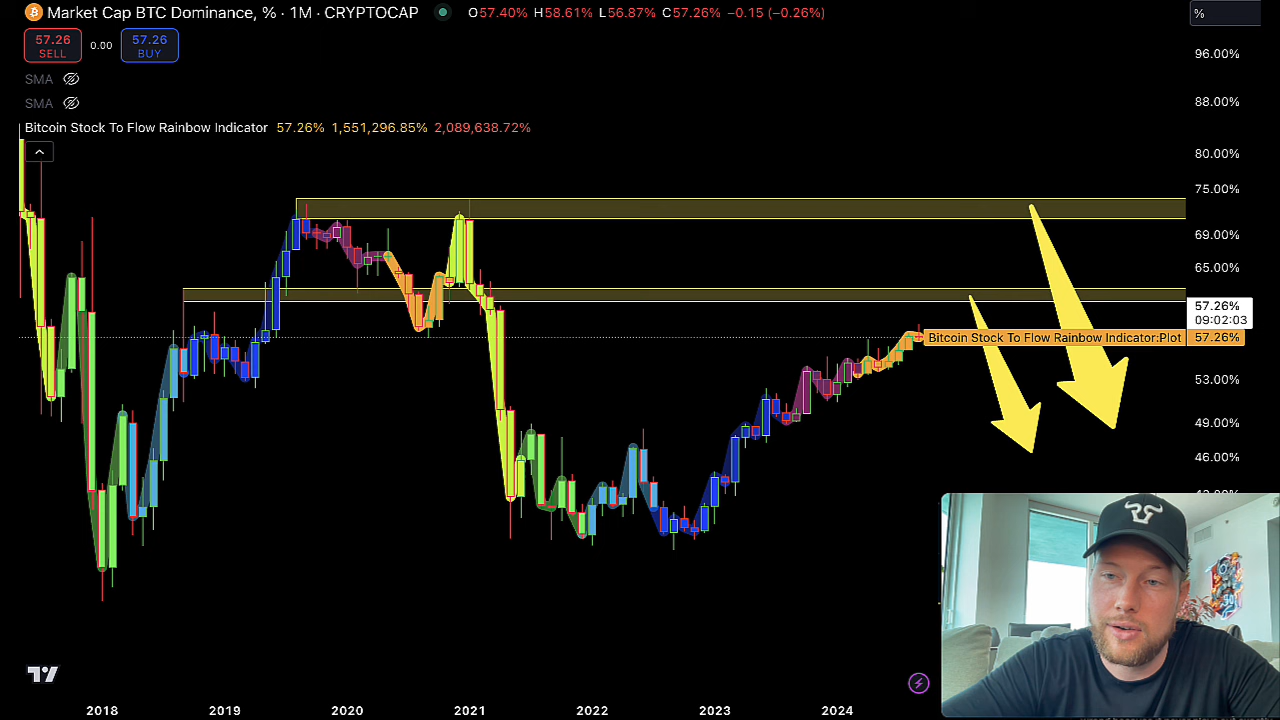 Market Cap BTC Dominance, % · 1M · CRYPTOCAP O57.40% H58.61% L56.87% C57.26% −0.15 (−0.26%)
%
57.26
SELL
0.00
57.26
BUY
SMA
SMA
Bitcoin Stock To Flow Rainbow Indicator 57.26% 1,551,296.85% 2,089,638.72%
96.00%
88.00%
80.00%
75.00%
69.00%
65.00%
57.26%
09:02:03
Bitcoin Stock To Flow Rainbow Indicator:Plot 57.26%
53.00%
49.00%
46.00%
2018 2019 2020 2021 2022 2023 2024